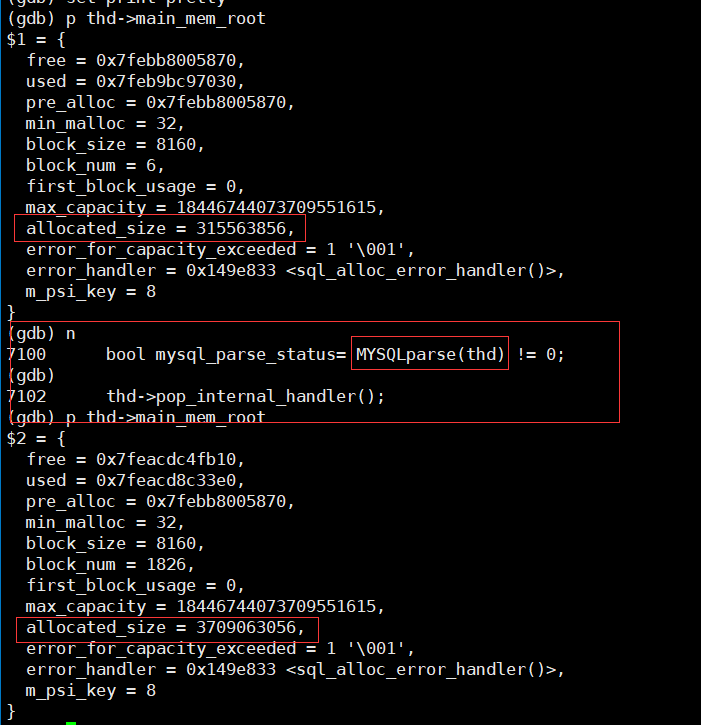 (gdb) set print pretty
(gdb) p thd->main_mem_root
$1 = {
  free = 0x7febb8005870,
  used = 0x7feb9bc97030,
  pre_alloc = 0x7febb8005870,
  min_malloc = 32,
  block_size = 8160,
  block_num = 6,
  first_block_usage = 0,
  max_capacity = 18446744073709551615,
  allocated_size = 315563856,
  error_for_capacity_exceeded = 1 '\001',
  error_handler = 0x149e833 <sql_alloc_error_handler()>,
  m_psi_key = 8
}
(gdb) n
7100      bool mysql_parse_status= MYSQLparse(thd) != 0;
(gdb)
7102      thd->pop_internal_handler();
(gdb) p thd->main_mem_root
$2 = {
  free = 0x7feacdc4fb10,
  used = 0x7feacd8c33e0,
  pre_alloc = 0x7febb8005870,
  min_malloc = 32,
  block_size = 8160,
  block_num = 1826,
  first_block_usage = 0,
  max_capacity = 18446744073709551615,
  allocated_size = 3709063056,
  error_for_capacity_exceeded = 1 '\001',
  error_handler = 0x149e833 <sql_alloc_error_handler()>,
  m_psi_key = 8
}